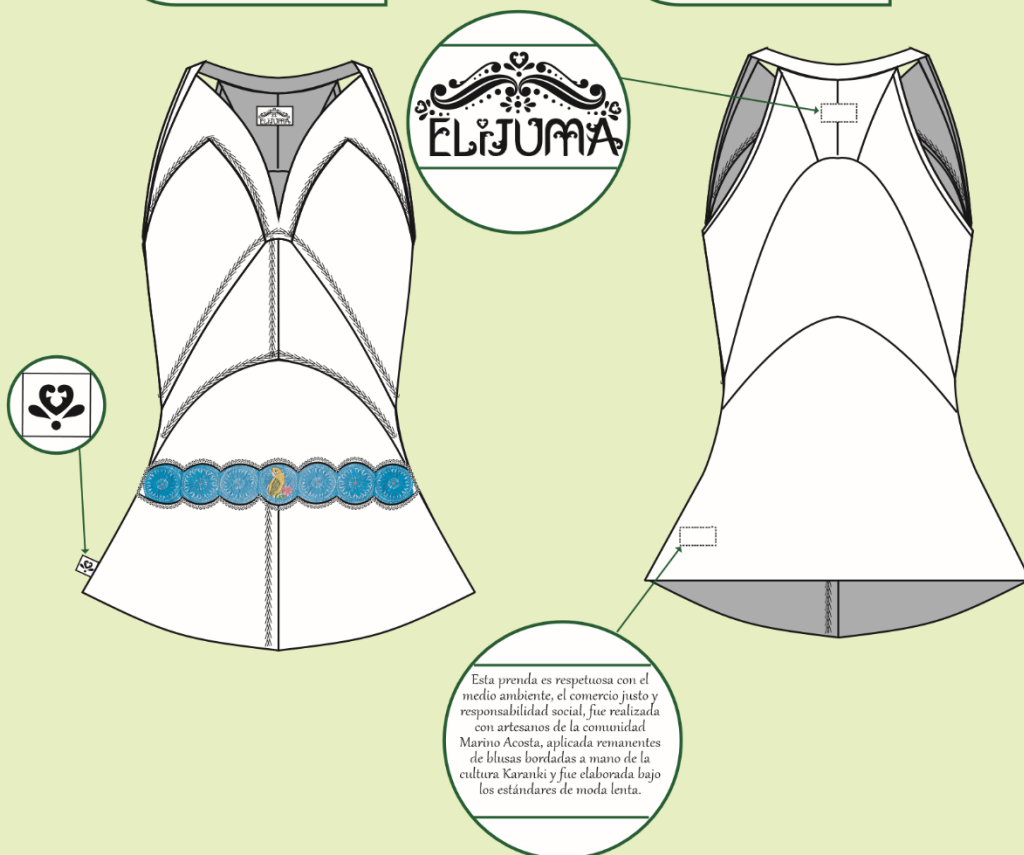 ELiJUMA
ELiJUMA
Esta prenda es respetuosa con el
medio ambiente, el comercio justo y
responsabilidad social, fue realizada
con artesanos de la comunidad
Marino Acosta, aplicada remanentes
de blusas bordadas a mano de la
cultura Karanki y fue elaborada bajo
los estándares de moda lenta.